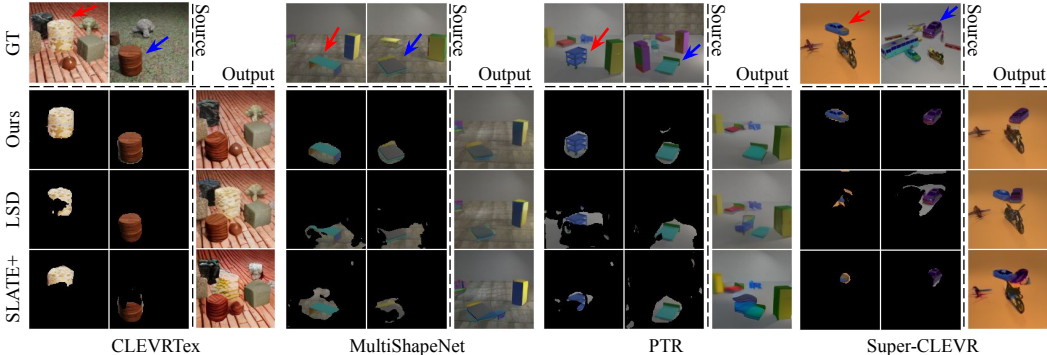 GT
Source
Output
Source
Output
Source
Output
Source
Output
Ours
LSD
SLATE+
CLEVRTex
MultiShapeNet
PTR
Super-CLEVR